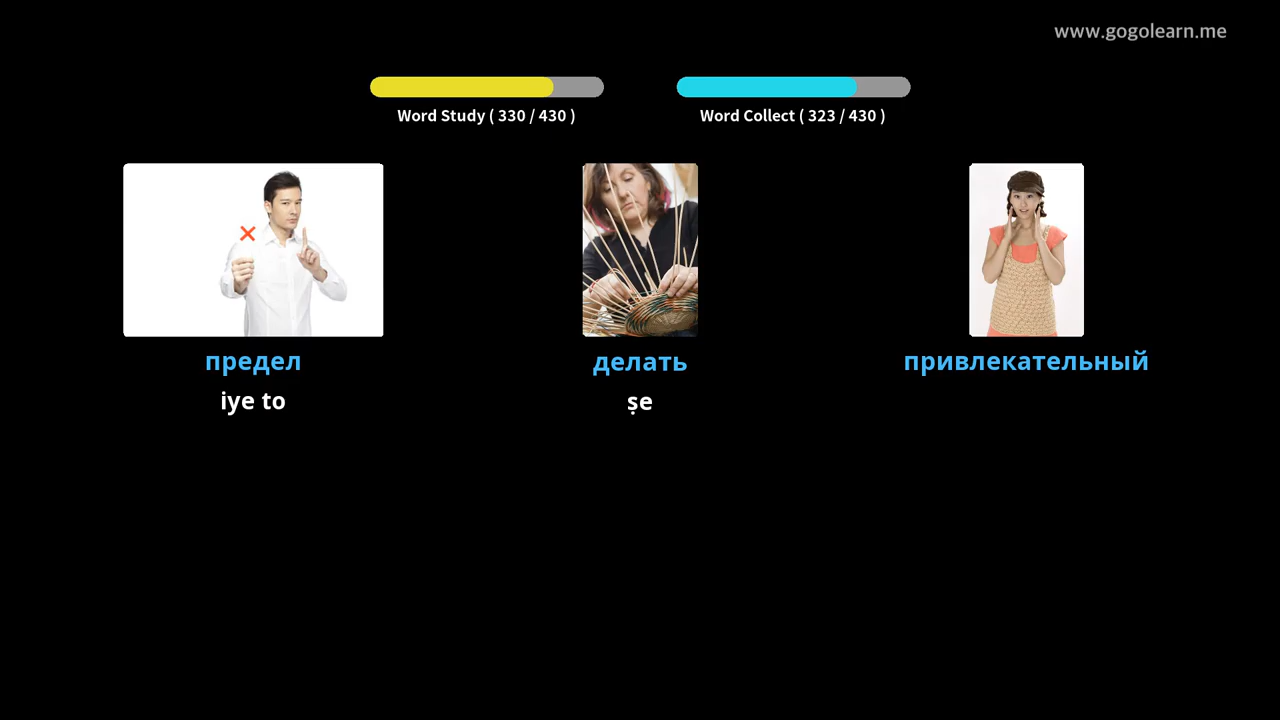 www.gogolearn.me
Word Study ( 330 / 430 )
Word Collect ( 323 / 430 )
предел
делать
привлекательный
iye to
ṣe